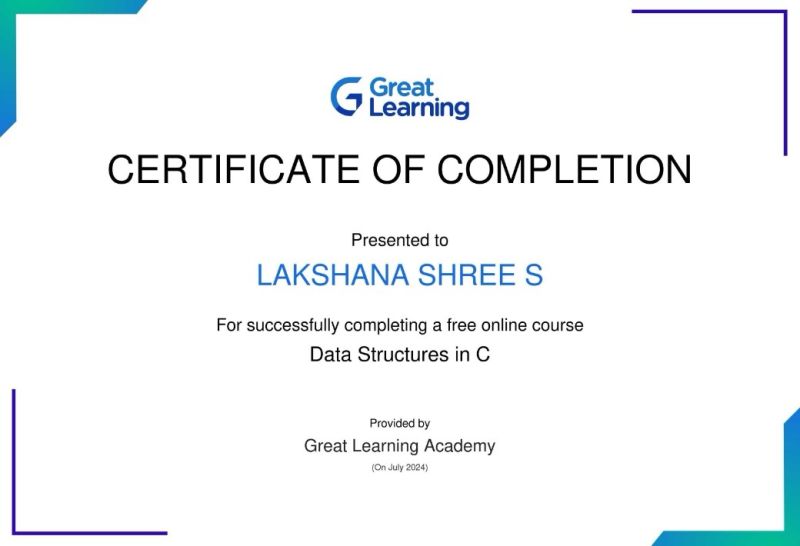 Great
Learning
CERTIFICATE OF COMPLETION
Presented to
LAKSHANA SHREE S
For successfully completing a free online course
Data Structures in C
Provided by
Great Learning Academy
(On July 2024)